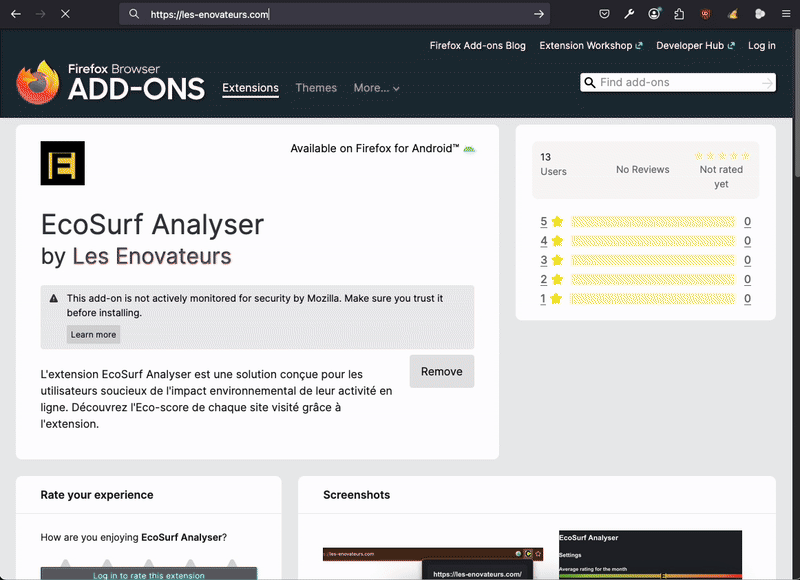 https://les-enovateurs.com
Firefox Add-ons Blog
Extension Workshop
Developer Hub
Log in
Firefox Browser
ADD-ONS
Extensions
Themes
More...
Find add-ons
Available on Firefox for Android™
EcoSurf Analyser
by Les Enovateurs
This add-on is not actively monitored for security by Mozilla. Make sure you trust it
before installing.
Learn more
L'extension EcoSurf Analyser est une solution conçue pour les
utilisateurs soucieux de l'impact environnemental de leur activité en
ligne. Découvrez l'Eco-score de chaque site visité grâce à
l'extension.
Remove
13
Users
No Reviews
Not rated
yet
5 0
4 0
3 0
2 0
1 0
Rate your experience
How are you enjoying EcoSurf Analyser?
Log in to rate this extension
Screenshots
://les-enovateurs.com
https://les-enovateurs.com/
EcoSurf Analyser
Settings
Average rating for the month